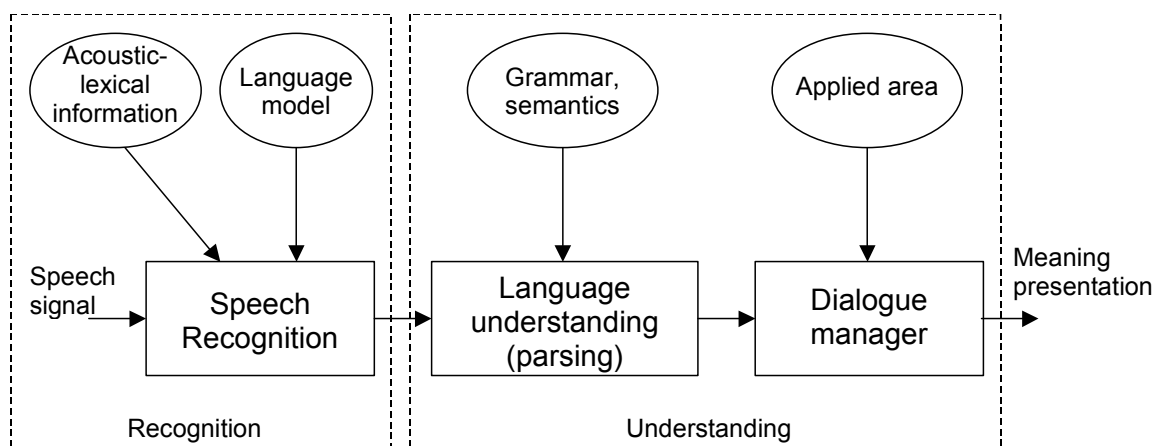 Acoustic-
lexical
information
Language
model
Grammar,
semantics
Applied area
Speech
signal
Speech
Recognition
Language
understanding
(parsing)
Dialogue
manager
Meaning
presentation
Recognition
Understanding